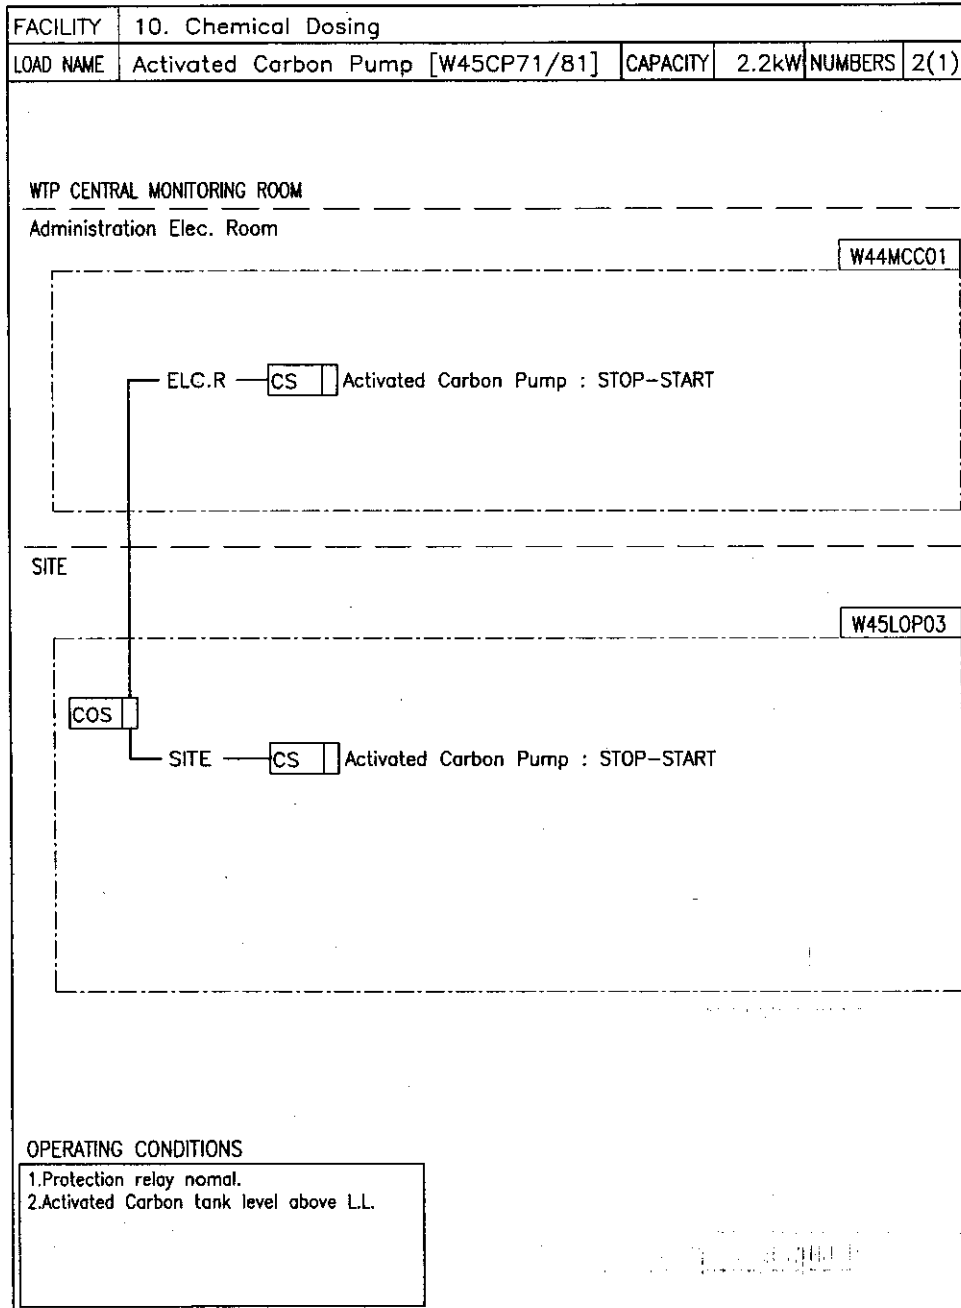 FACILITY 10. Chemical Dosing
LOAD NAME Activated Carbon Pump [W45CP71/81] CAPACITY 2.2kW NUMBERS 2(1)
WTP CENTRAL MONITORING ROOM
Administration Elec. Room
W44MCC01
ELC.R CS Activated Carbon Pump : STOP-START
SITE
W45LOP03
COS
SITE CS Activated Carbon Pump : STOP-START
OPERATING CONDITIONS
1.Protection relay nomal.
2.Activated Carbon tank level above L.L.